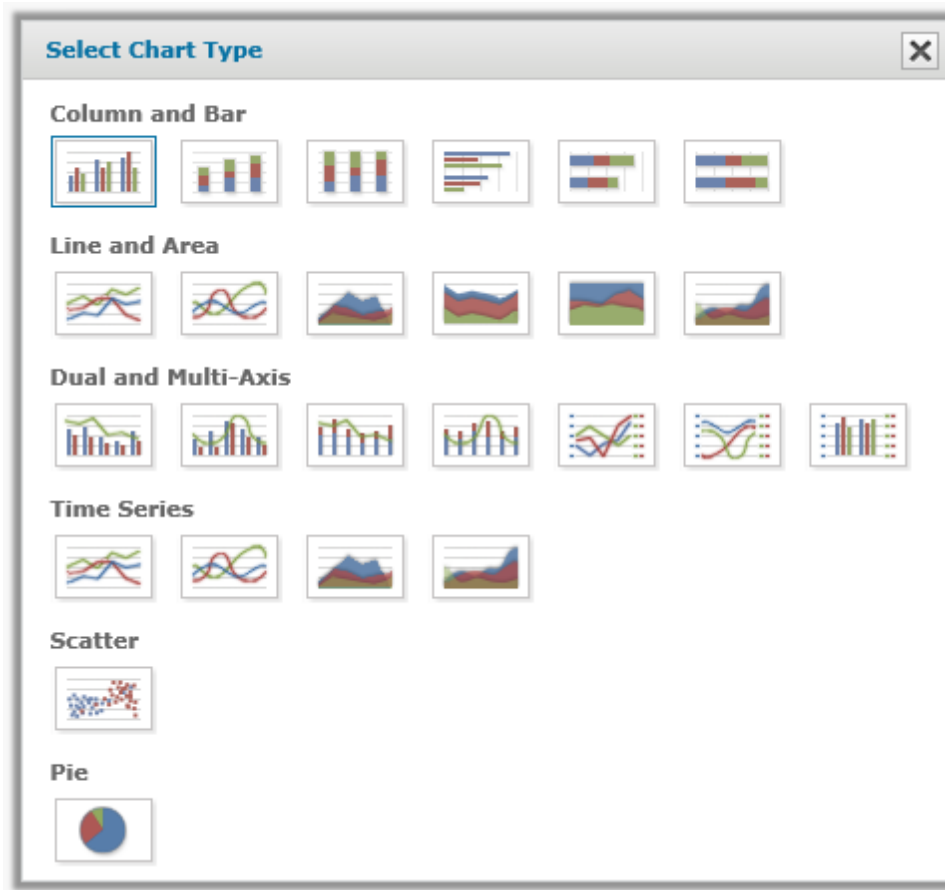 Select Chart Type
Column and Bar
Line and Area
Dual and Multi-Axis
Time Series
Scatter
Pie